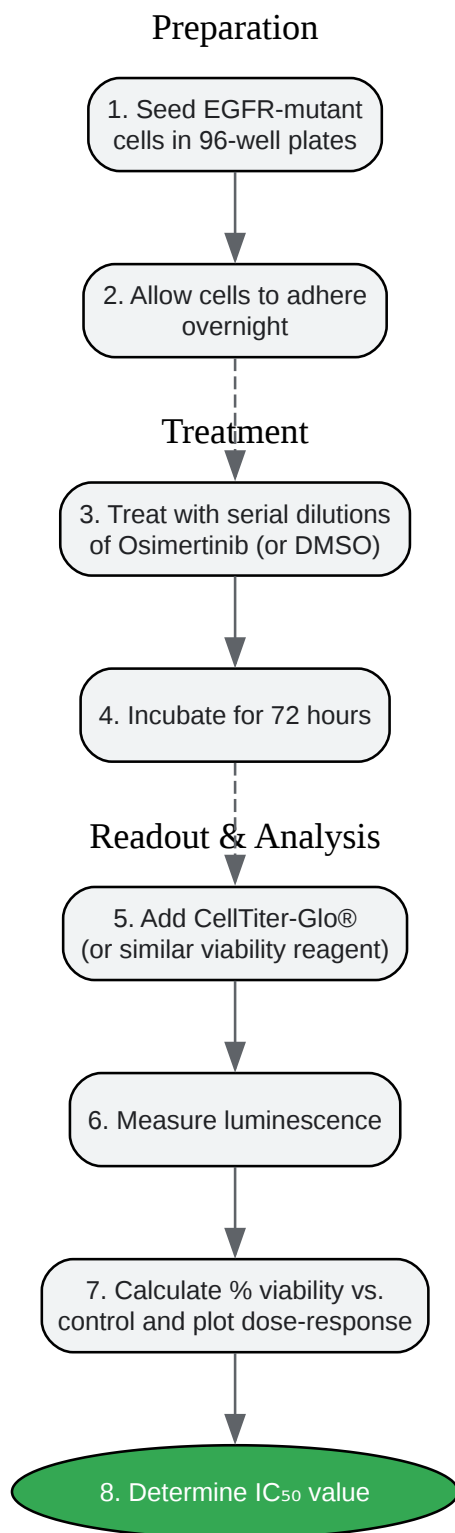 Preparation
1. Seed EGFR-mutant
cells in 96-well plates
2. Allow cells to adhere
overnight
Treatment
3. Treat with serial dilutions
of Osimertinib (or DMSO)
4. Incubate for 72 hours
Readout & Analysis
5. Add CellTiter-Glo®
(or similar viability reagent)
6. Measure luminescence
7. Calculate % viability vs.
control and plot dose-response
8. Determine IC₅₀ value